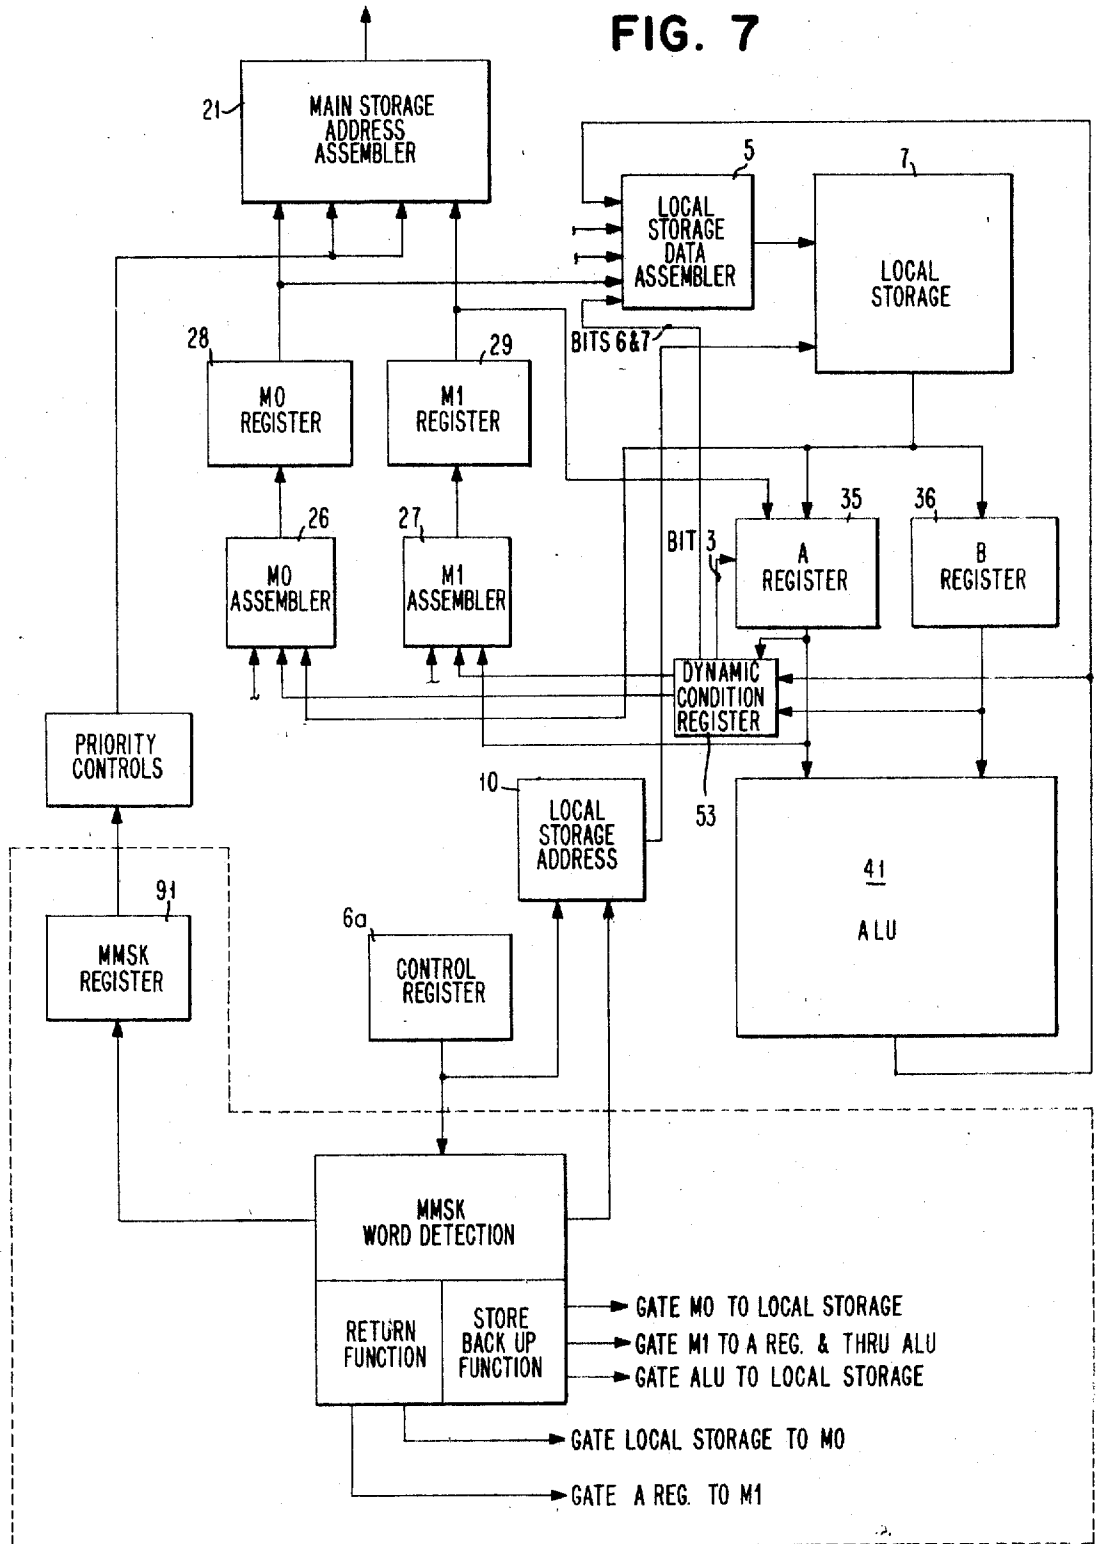 FIG. 7
21
MAIN STORAGE
ADDRESS
ASSEMBLER
5
LOCAL
STORAGE
DATA
ASSEMBLER
7
LOCAL
STORAGE
BITS 6&7
28
M0
REGISTER
29
M1
REGISTER
26
M0
ASSEMBLER
27
M1
ASSEMBLER
BIT 3
35
A
REGISTER
36
B
REGISTER
DYNAMIC
CONDITION
REGISTER
53
PRIORITY
CONTROLS
10
LOCAL
STORAGE
ADDRESS
41
ALU
91
MMSK
REGISTER
6a
CONTROL
REGISTER
MMSK
WORD DETECTION
RETURN
FUNCTION
STORE
BACK UP
FUNCTION
GATE M0 TO LOCAL STORAGE
GATE M1 TO A REG. & THRU ALU
GATE ALU TO LOCAL STORAGE
GATE LOCAL STORAGE TO M0
GATE A REG. TO M1